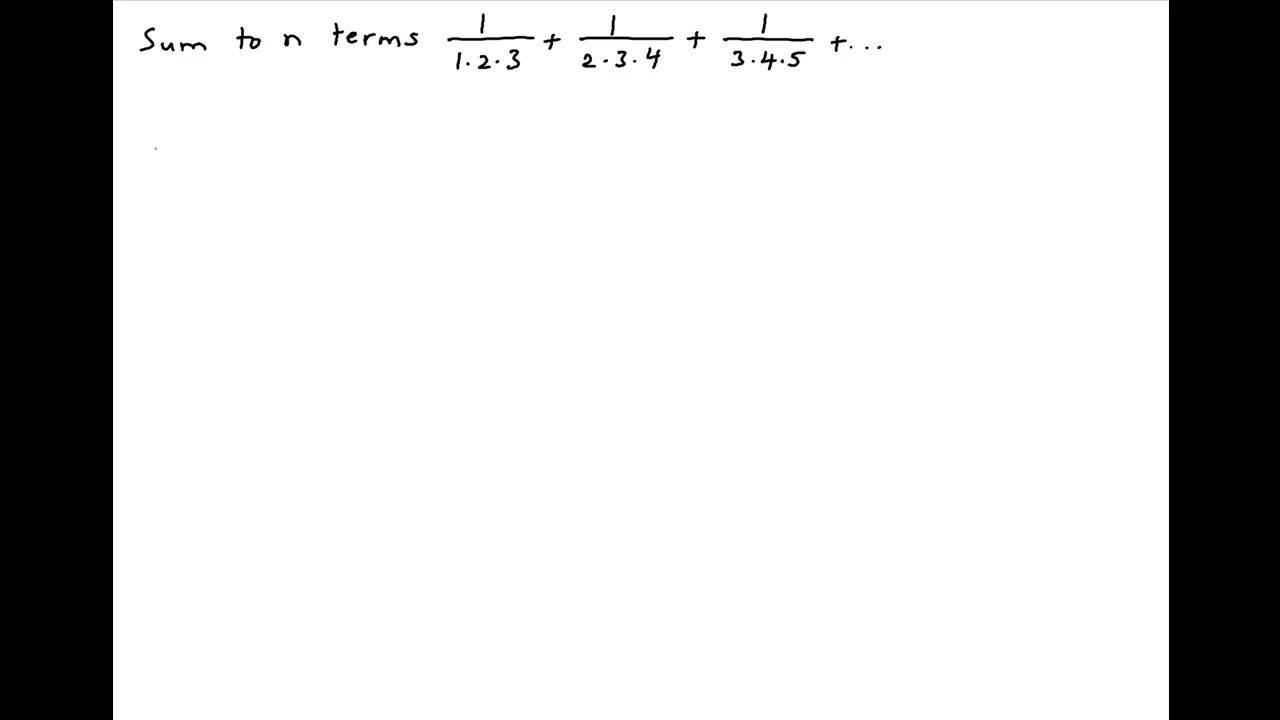 Sum to n terms 1/(1·2·3) + 1/(2·3·4) + 1/(3·4·5) + ...